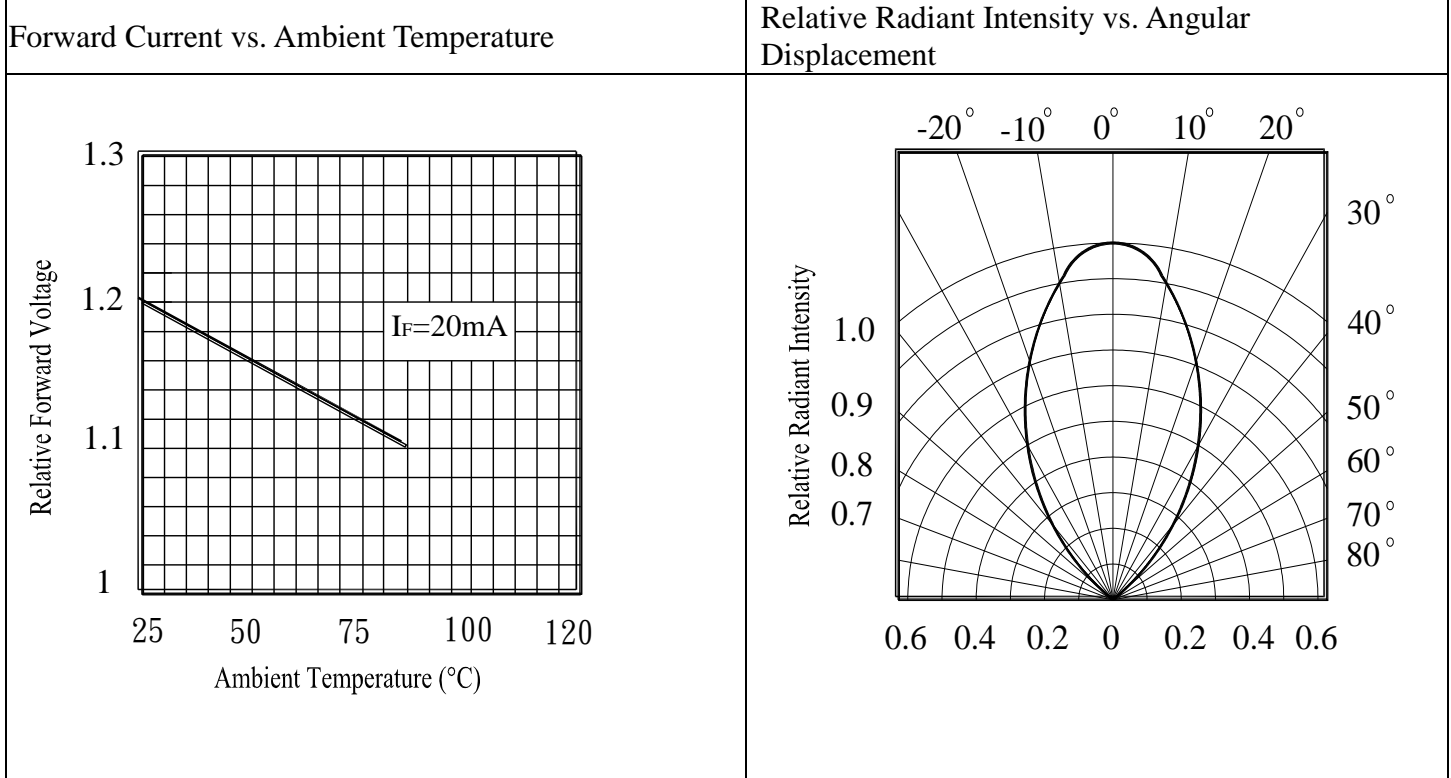 Forward Current vs. Ambient Temperature
Relative Radiant Intensity vs. Angular
Displacement
1.3
1.2
1.1
1
Relative Forward Voltage
IF=20mA
25 50 75 100 120
Ambient Temperature (°C)
-20° -10° 0° 10° 20°
30°
40°
50°
60°
70°
80°
Relative Radiant Intensity
1.0
0.9
0.8
0.7
0.6 0.4 0.2 0 0.2 0.4 0.6